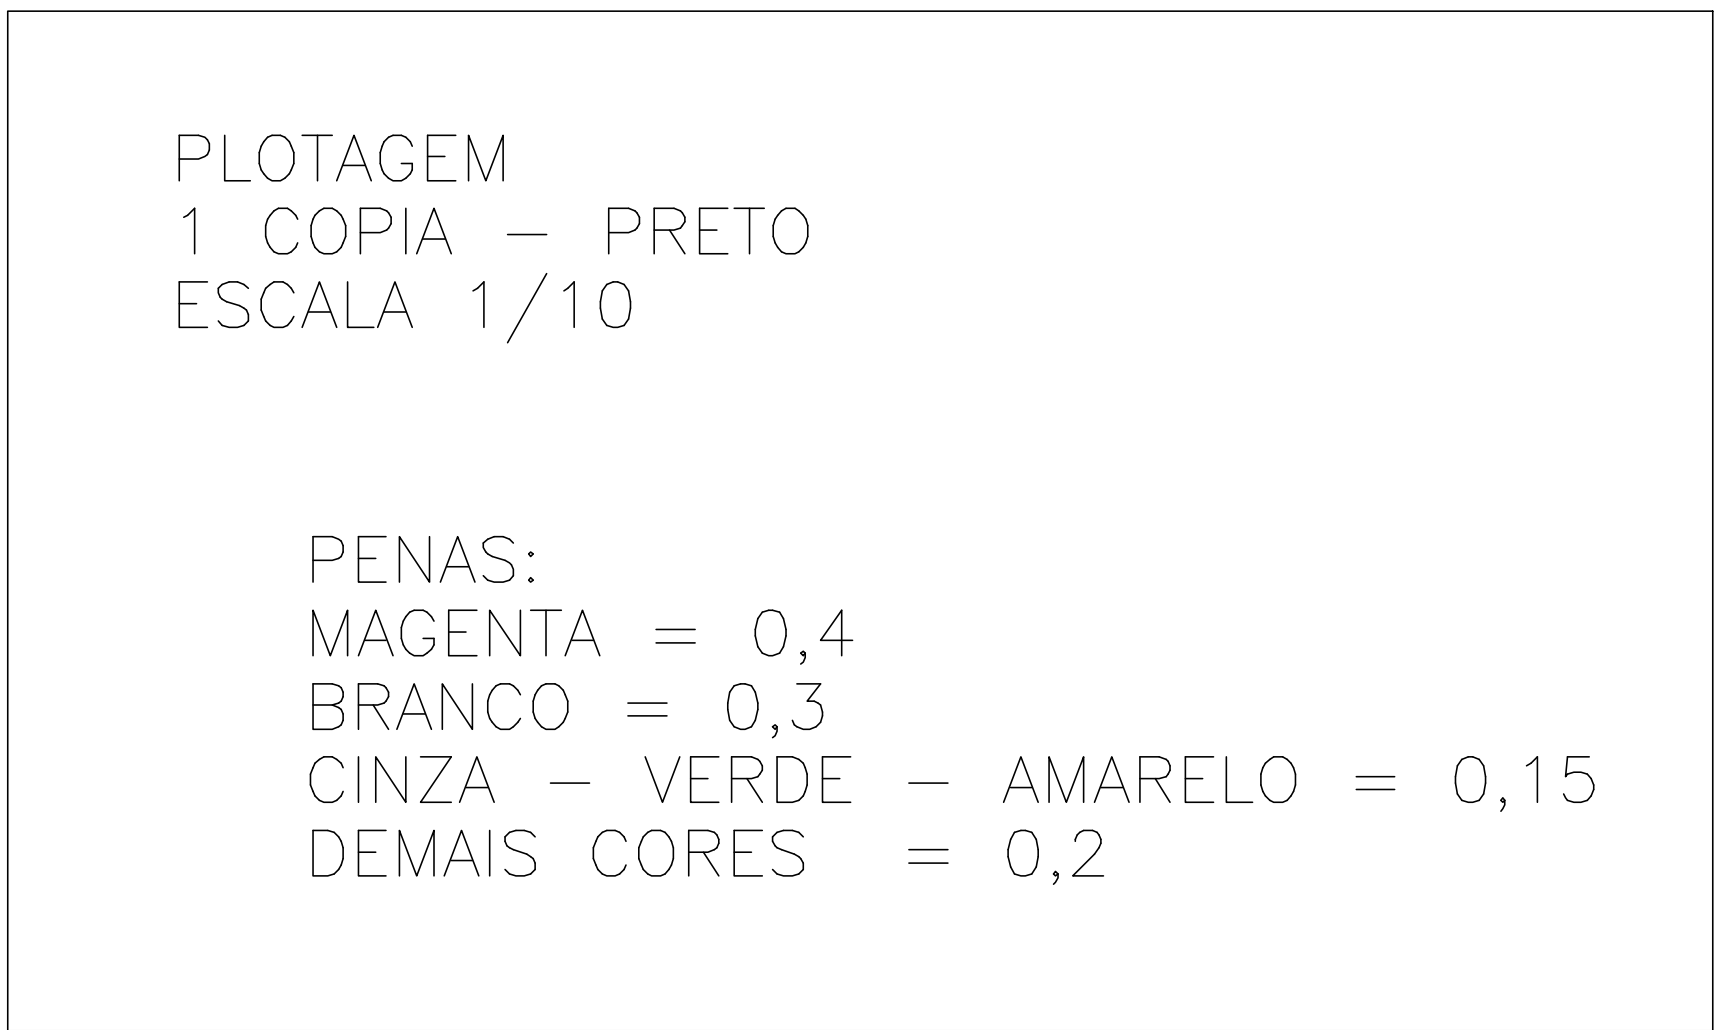 PLOTAGEM
1 COPIA - PRETO
ESCALA 1/10
PENAS:
MAGENTA = 0,4
BRANCO = 0,3
CINZA - VERDE - AMARELO = 0,15
DEMAIS CORES = 0,2